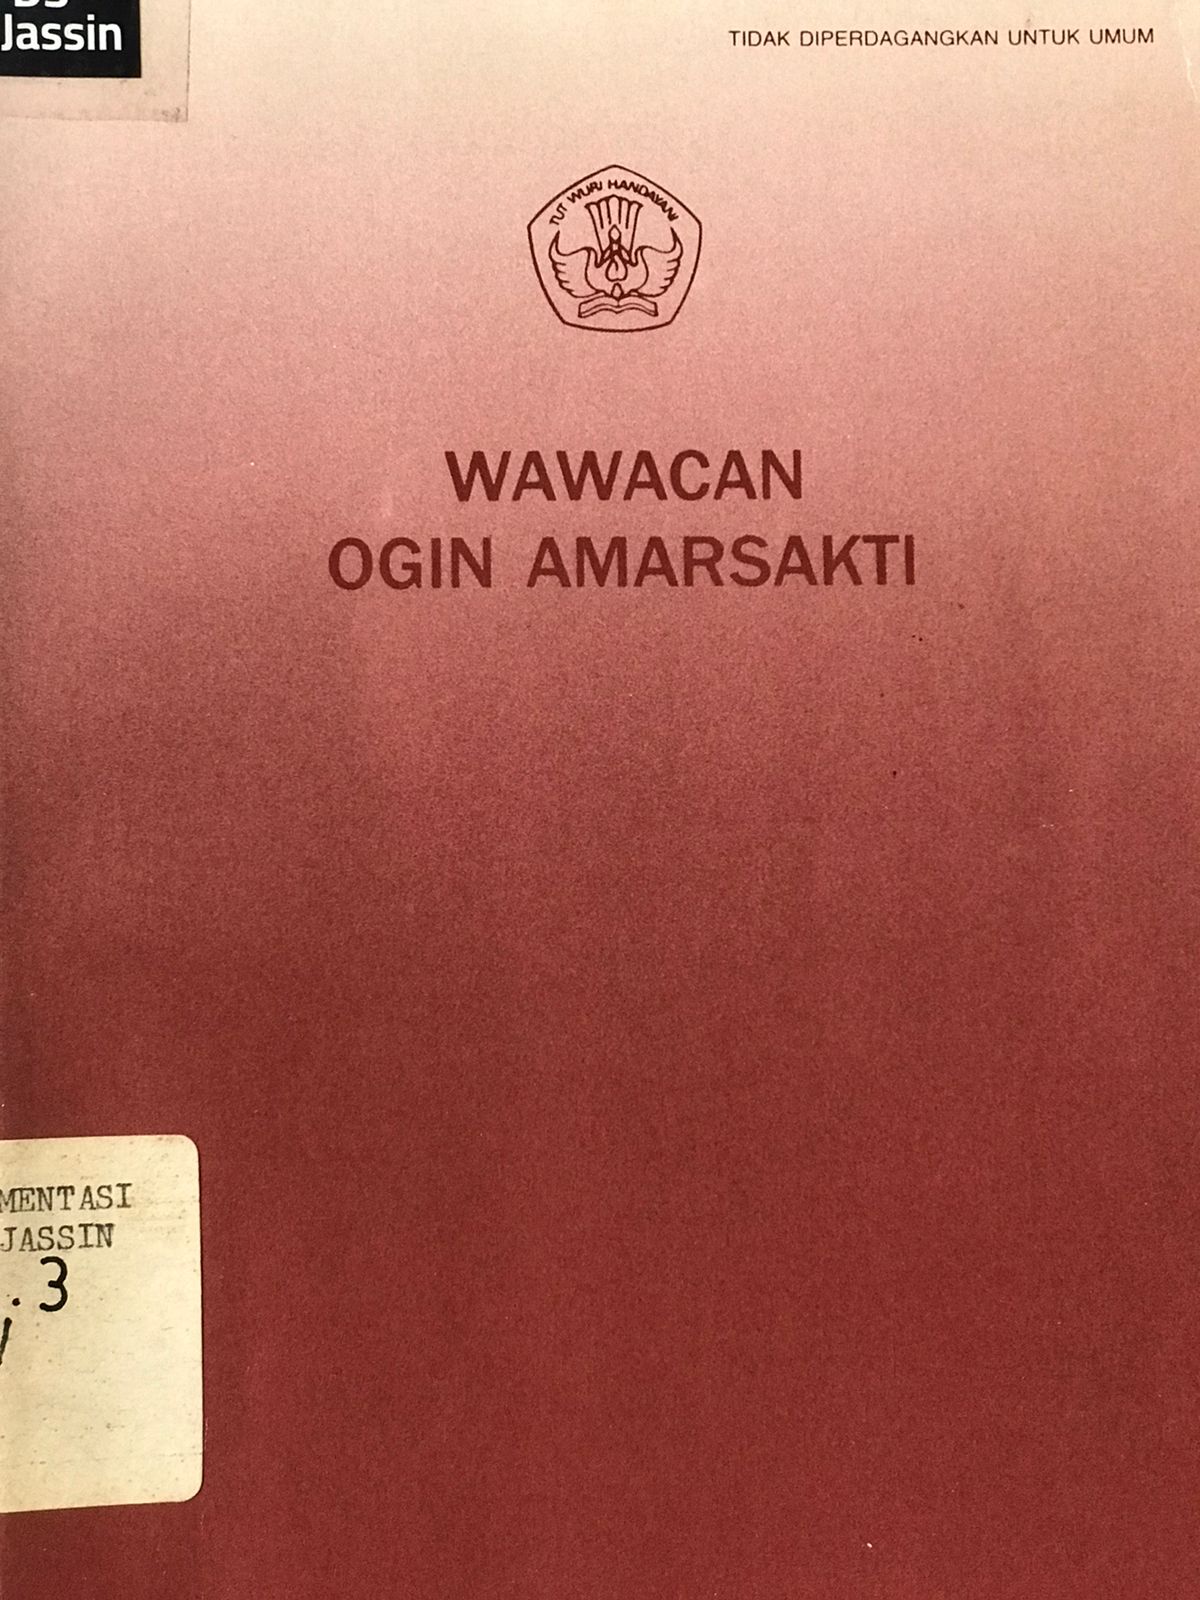 Jassin
TIDAK DIPERDAGANGKAN UNTUK UMUM
TUT WURI HANDAYANI
WAWACAN
OGIN AMARSAKTI
MENTASI
JASSIN
.3